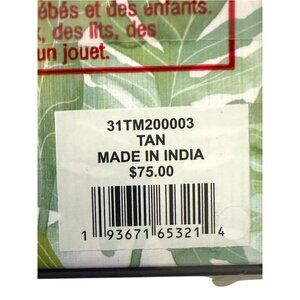 ébés et des enfants.
, des lits, des
un jouet.
31TM200003
TAN
MADE IN INDIA
$75.00
1 93671 65321 4